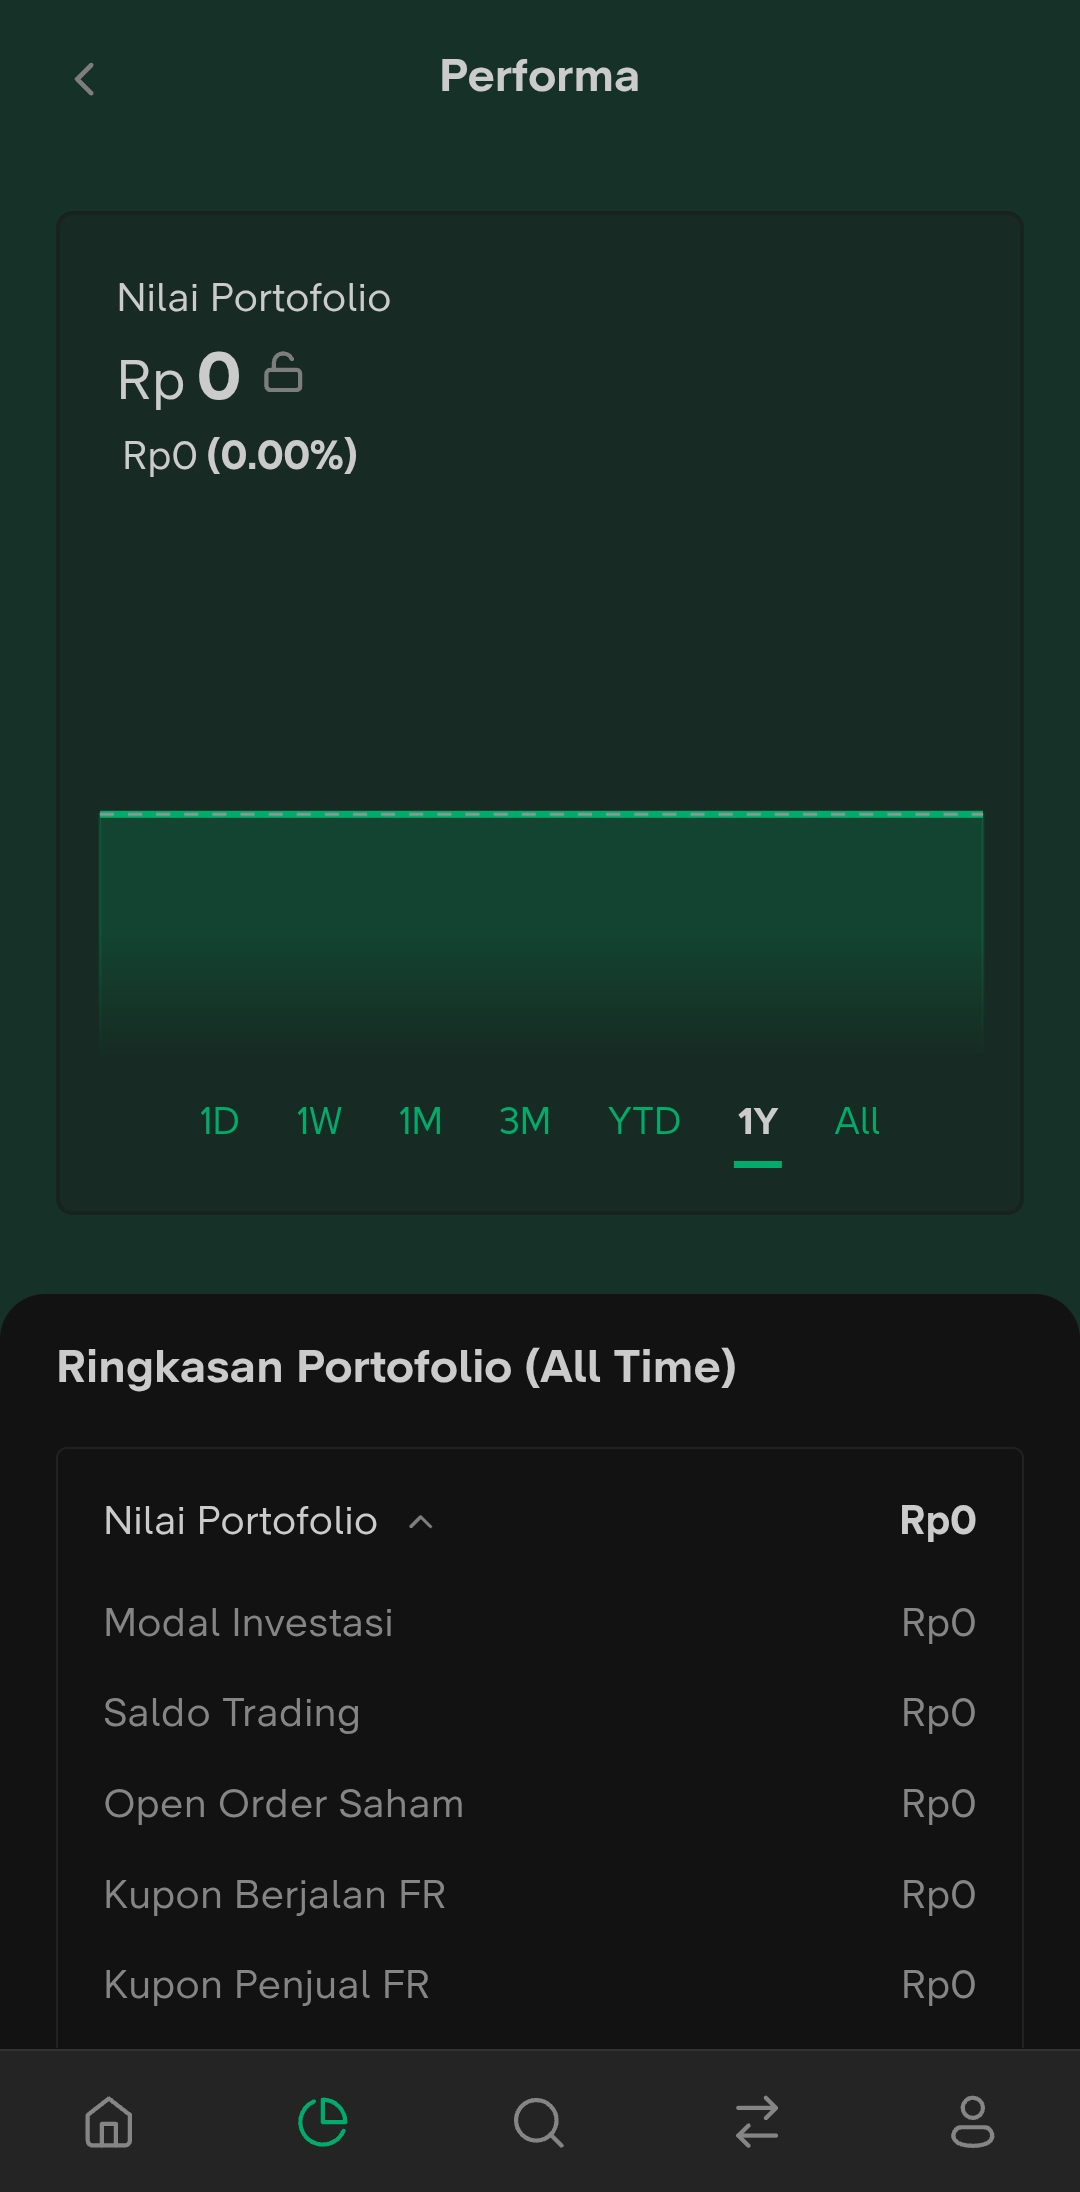 Performa
Nilai Portofolio
Rp 0
Rp0 (0.00%)
1D 1W 1M 3M YTD 1Y All
Ringkasan Portofolio (All Time)
Nilai Portofolio Rp0
Modal Investasi Rp0
Saldo Trading Rp0
Open Order Saham Rp0
Kupon Berjalan FR Rp0
Kupon Penjual FR Rp0